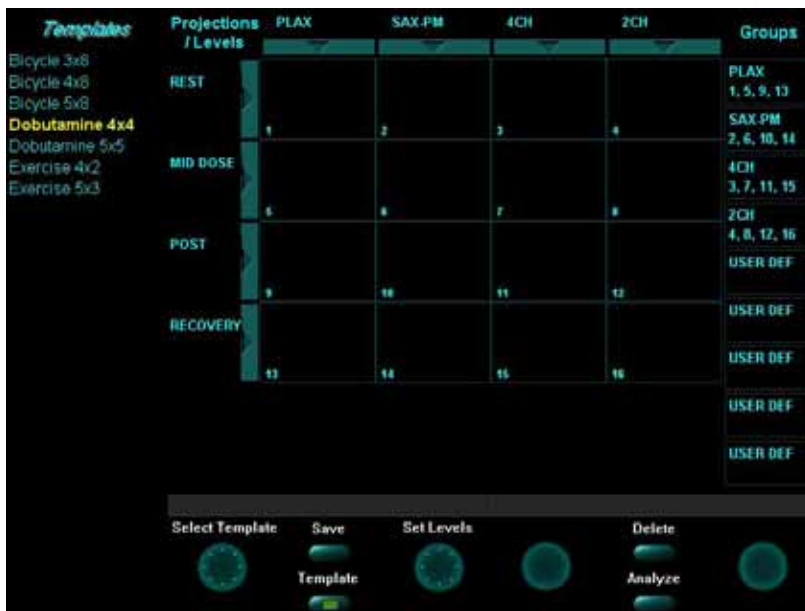 Templates
Bicycle 3x8
Bicycle 4x8
Bicycle 5x8
Dobutamine 4x4
Dobutamine 5x5
Exercise 4x2
Exercise 5x3
Projections
/ Levels
PLAX
SAX-PM
4CH
2CH
REST
1
2
3
4
MID DOSE
5
6
7
8
POST
9
10
11
12
RECOVERY
13
14
15
16
Groups
PLAX
1, 5, 9, 13
SAX-PM
2, 6, 10, 14
4CH
3, 7, 11, 15
2CH
4, 8, 12, 16
USER DEF
USER DEF
USER DEF
USER DEF
USER DEF
Select Template
Save
Set Levels
Delete
Template
Analyze